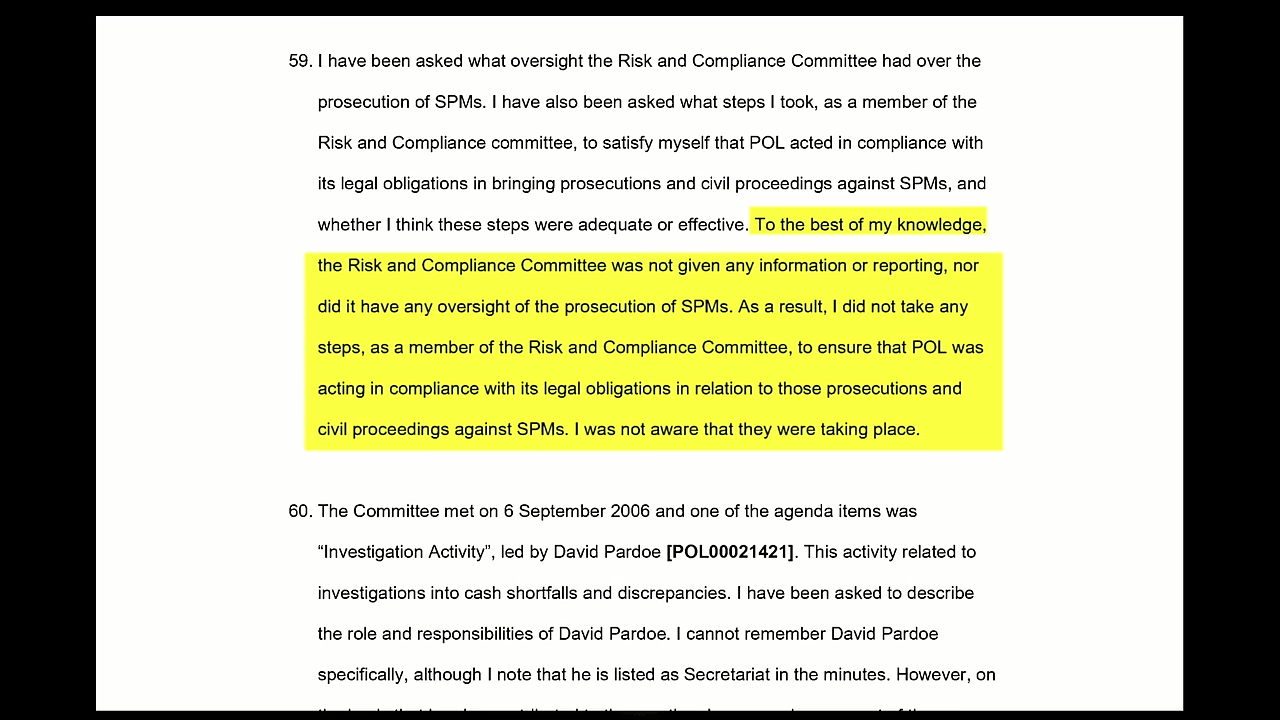 59. I have been asked what oversight the Risk and Compliance Committee had over the
prosecution of SPMs. I have also been asked what steps I took, as a member of the
Risk and Compliance committee, to satisfy myself that POL acted in compliance with
its legal obligations in bringing prosecutions and civil proceedings against SPMs, and
whether I think these steps were adequate or effective. To the best of my knowledge,
the Risk and Compliance Committee was not given any information or reporting, nor
did it have any oversight of the prosecution of SPMs. As a result, I did not take any
steps, as a member of the Risk and Compliance Committee, to ensure that POL was
acting in compliance with its legal obligations in relation to those prosecutions and
civil proceedings against SPMs. I was not aware that they were taking place.
60. The Committee met on 6 September 2006 and one of the agenda items was
“Investigation Activity”, led by David Pardoe [POL00021421]. This activity related to
investigations into cash shortfalls and discrepancies. I have been asked to describe
the role and responsibilities of David Pardoe. I cannot remember David Pardoe
specifically, although I note that he is listed as Secretariat in the minutes. However, on